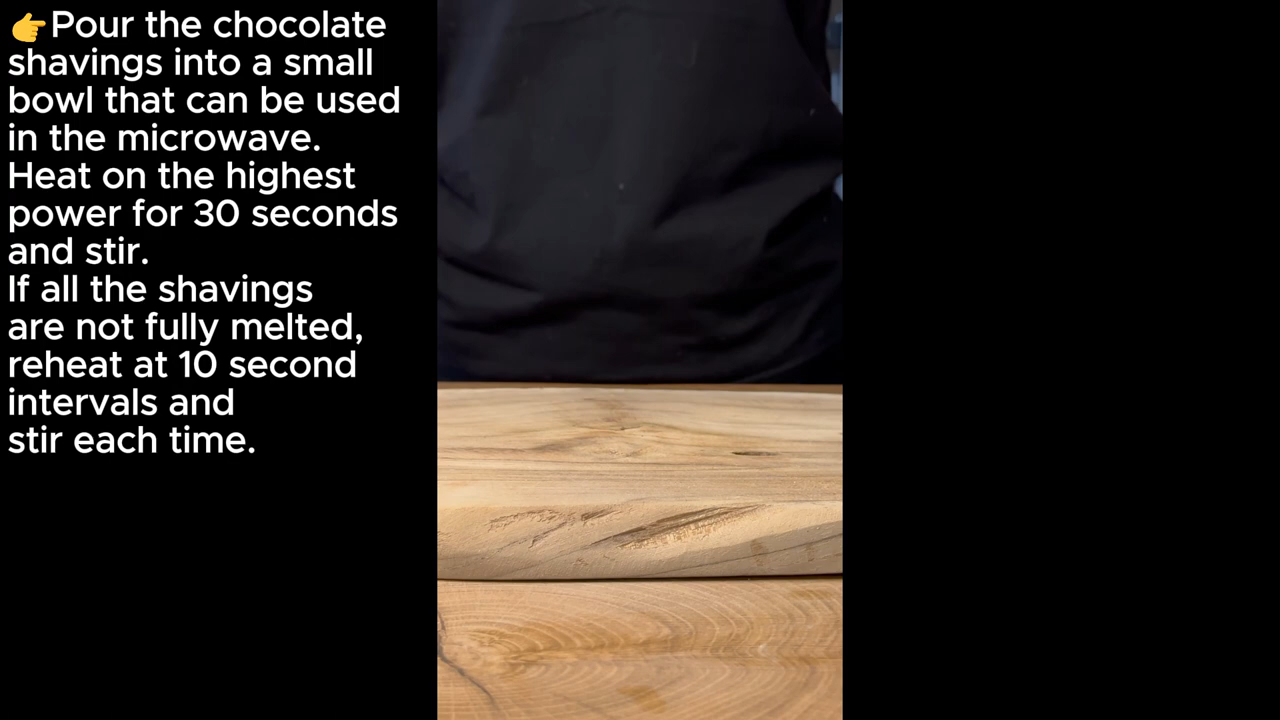 👉Pour the chocolate
shavings into a small
bowl that can be used
in the microwave.
Heat on the highest
power for 30 seconds
and stir.
If all the shavings
are not fully melted,
reheat at 10 second
intervals and
stir each time.